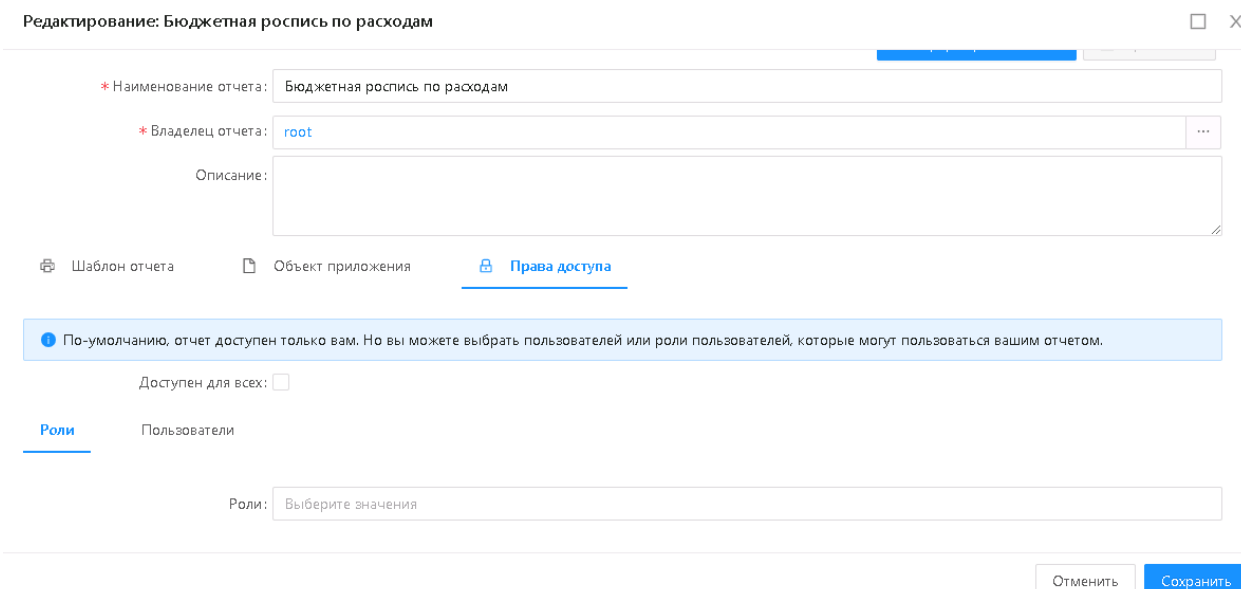 Редактирование: Бюджетная роспись по расходам
* Наименование отчета: Бюджетная роспись по расходам
* Владелец отчета: root ...
Описание:
Шаблон отчета Объект приложения Права доступа
По-умолчанию, отчет доступен только вам. Но вы можете выбрать пользователей или роли пользователей, которые могут пользоваться вашим отчетом.
Доступен для всех:
Роли Пользователи
Роли: Выберите значения
Отменить Сохранить